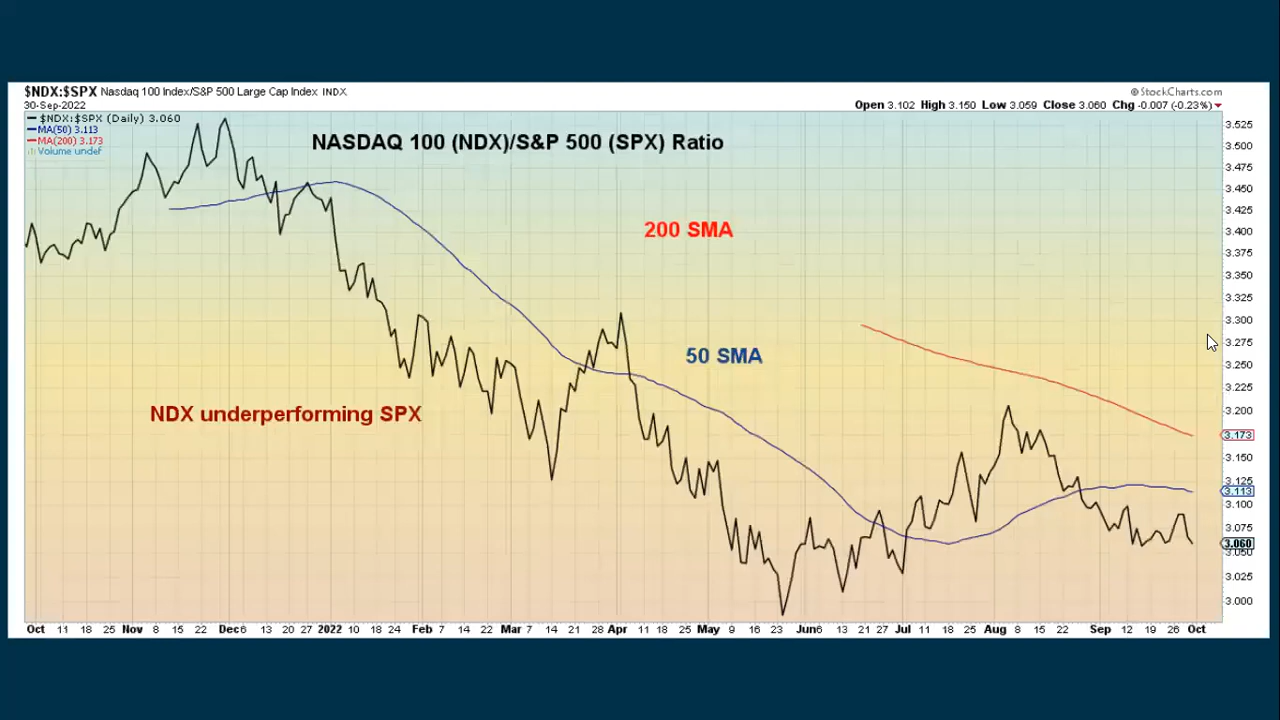 $NDX:$SPX Nasdaq 100 Index/S&P 500 Large Cap Index INDX
© StockCharts.com
30-Sep-2022
Open 3.102 High 3.150 Low 3.059 Close 3.060 Chg -0.007 (-0.23%)
$NDX:$SPX (Daily) 3.060
MA(50) 3.113
MA(200) 3.173
Volume undef
NASDAQ 100 (NDX)/S&P 500 (SPX) Ratio
200 SMA
50 SMA
NDX underperforming SPX
3.525
3.500
3.475
3.450
3.425
3.400
3.375
3.350
3.325
3.300
3.275
3.250
3.225
3.200
3.173
3.150
3.125
3.113
3.100
3.075
3.060
3.050
3.025
3.000
Oct 11 18 25 Nov 8 15 22 Dec 6 13 20 27 2022 10 18 24 Feb 7 14 22 Mar 7 14 21 28 Apr 11 18 25 May 9 16 23 Jun 6 13 21 27 Jul 11 18 25 Aug 8 15 22 Sep 12 19 26 Oct